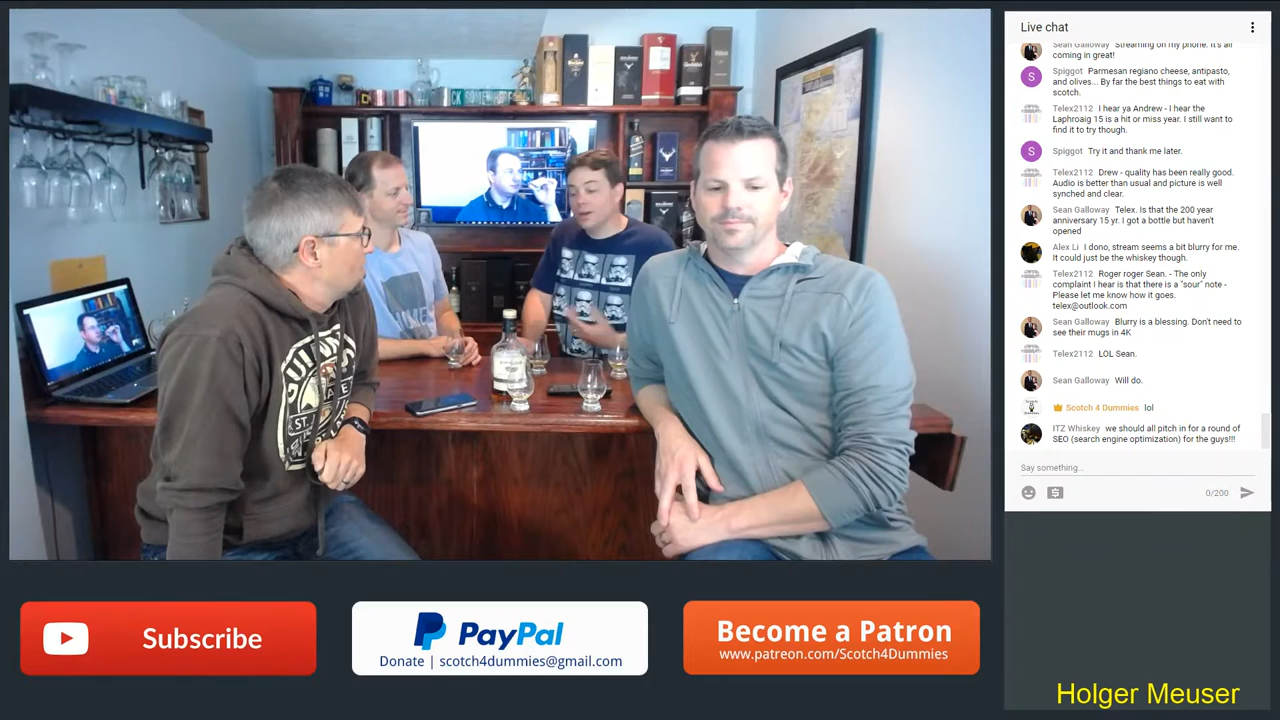 Live chat
Sean Galloway Streaming on my phone. It's all
coming in great!
S
Spiggot Parmesan regiano cheese, antipasto,
and olives... By far the best things to eat with
scotch.
Telex2112 I hear ya Andrew - I hear the
Laphroaig 15 is a hit or miss year. I still want to
find it to try though.
S
Spiggot Try it and thank me later.
Telex2112 Drew - quality has been really good.
Audio is better than usual and picture is well
synched and clear.
Sean Galloway Telex. Is that the 200 year
anniversary 15 yr. I got a bottle but haven't
opened
Alex Li I dono, stream seems a bit blurry for me.
It could just be the whiskey though.
Telex2112 Roger roger Sean. - The only
complaint I hear is that there is a "sour" note -
Please let me know how it goes.
telex@outlook.com
Sean Galloway Blurry is a blessing. Don't need to
see their mugs in 4K
Telex2112 LOL Sean.
Sean Galloway Will do.
Scotch 4 Dummies lol
ITZ Whiskey we should all pitch in for a round of
SEO (search engine optimization) for the guys!!!
Say something...
0/200
GUINNESS
Subscribe
PayPal
Donate | scotch4dummies@gmail.com
Become a Patron
www.patreon.com/Scotch4Dummies
Holger Meuser